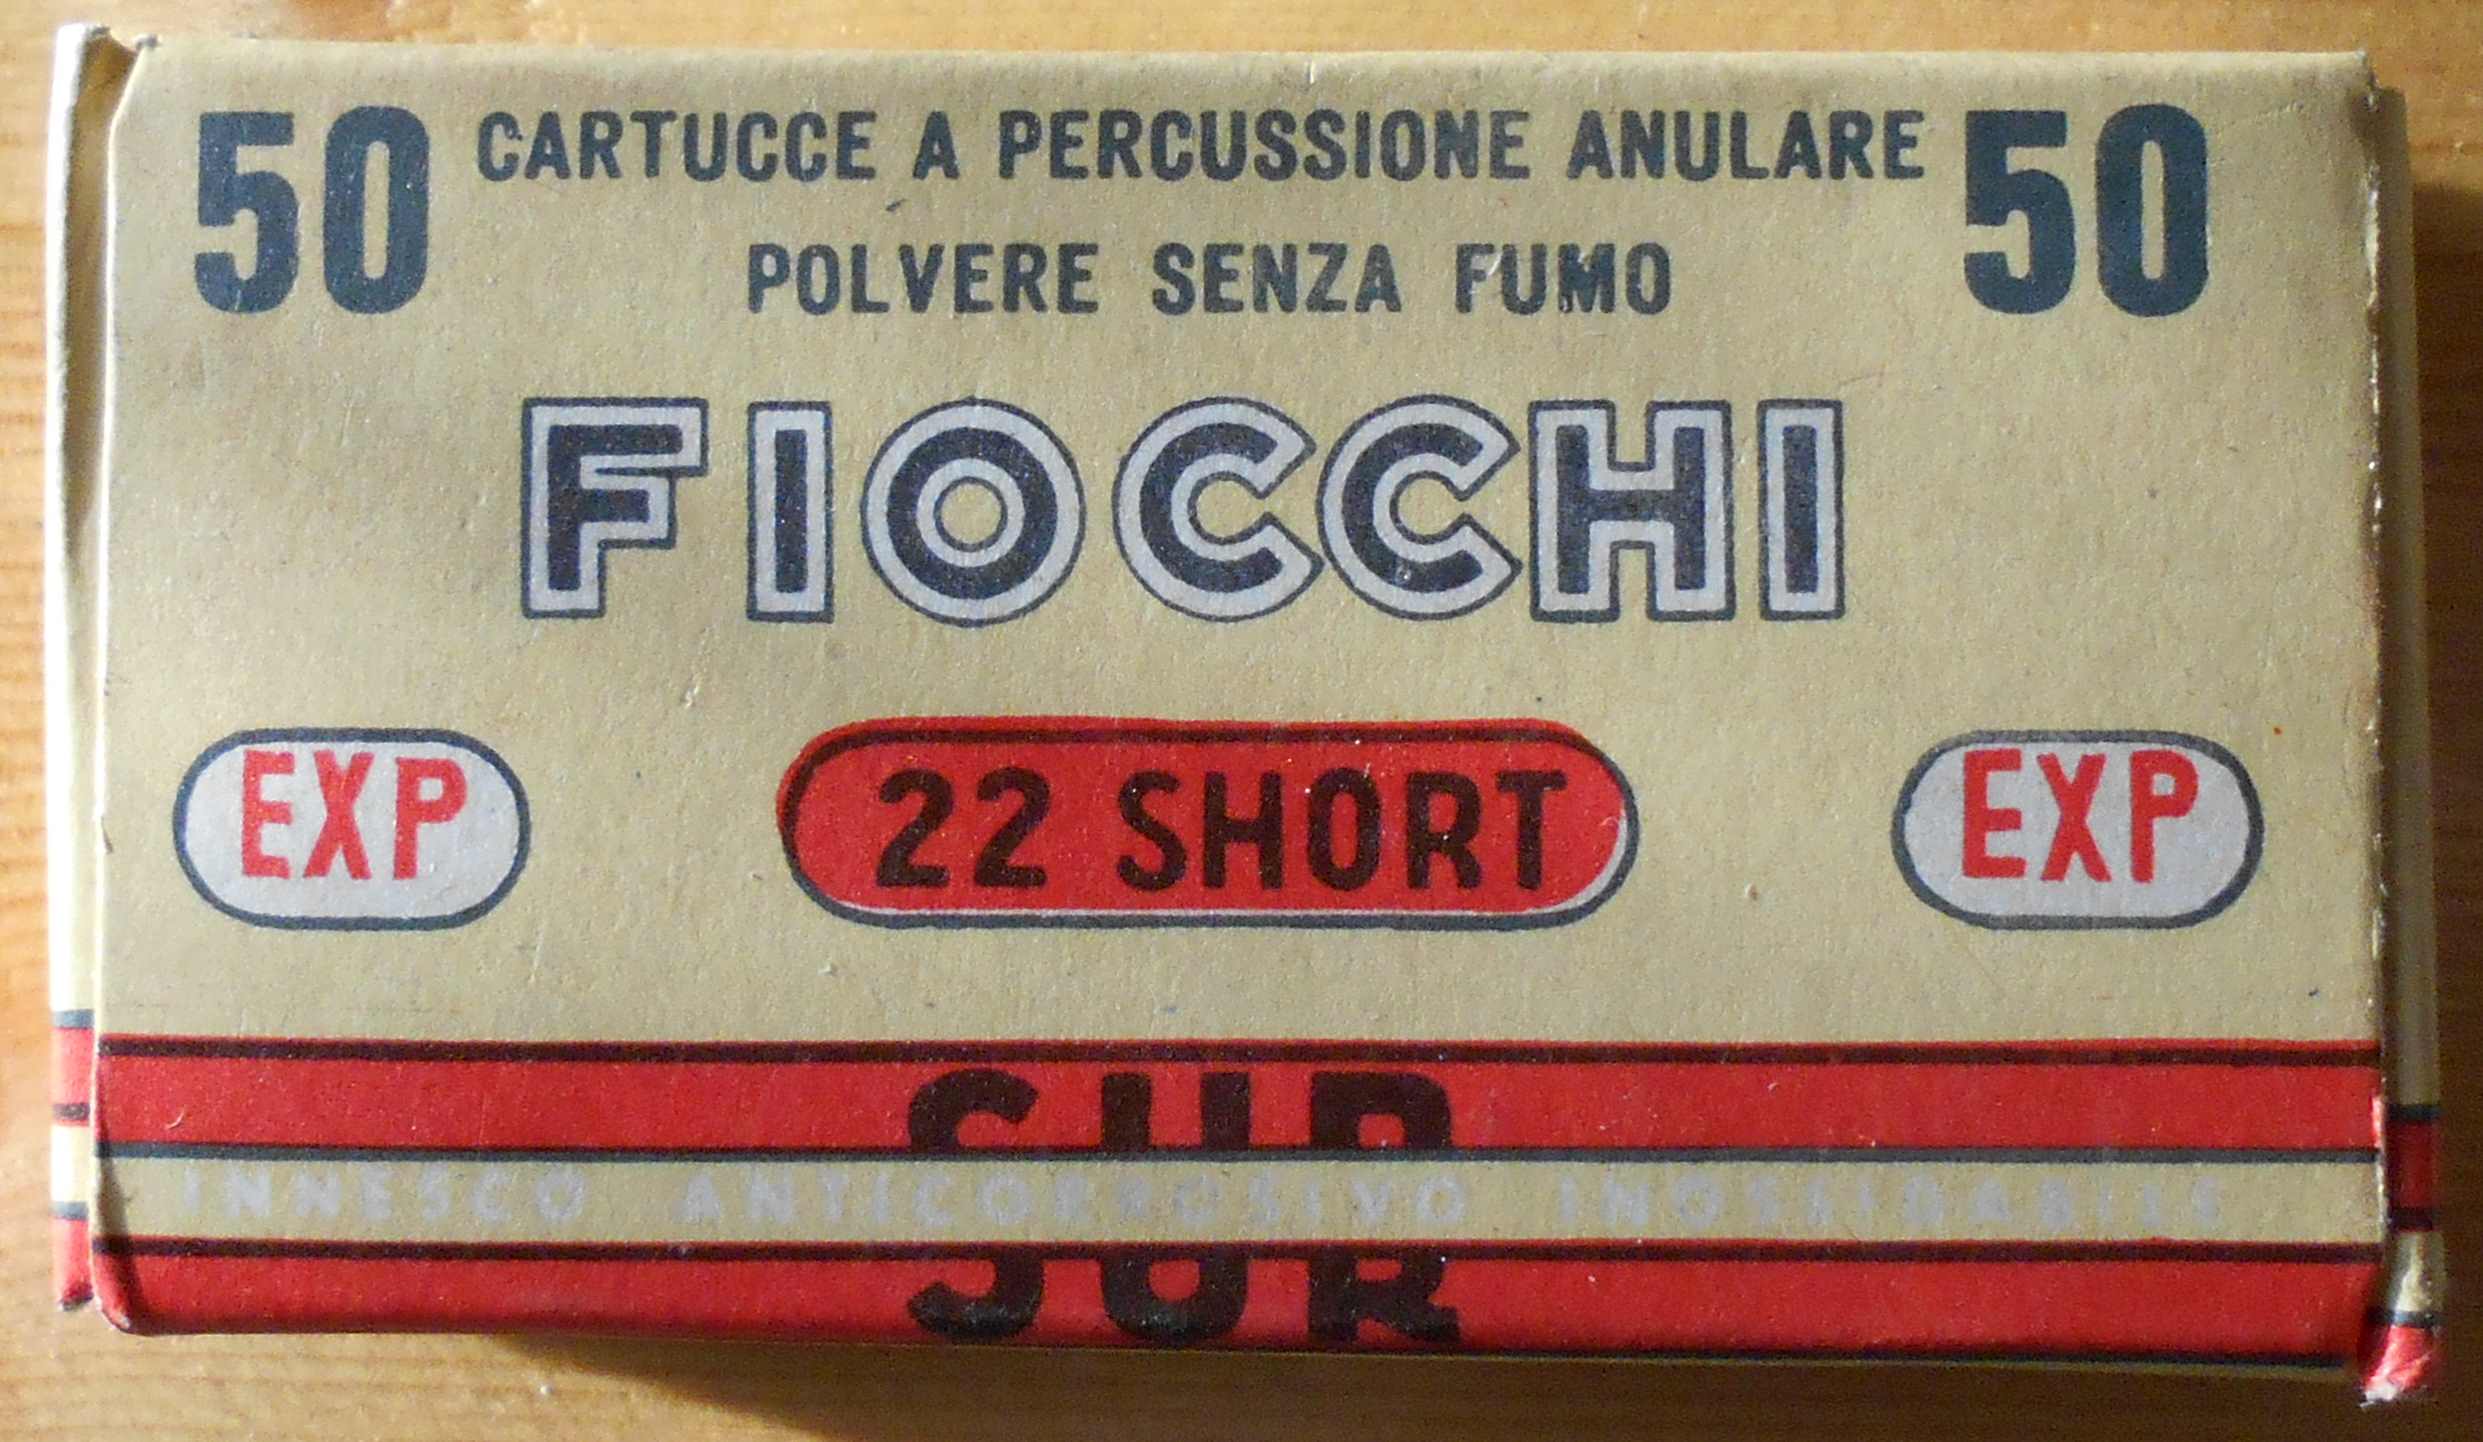 50 CARTUCCE A PERCUSSIONE ANULARE 50
POLVERE SENZA FUMO
FIOCCHI
EXP 22 SHORT EXP
SUR
INNESCO ANTICORROSIVO INOSSIDABILE